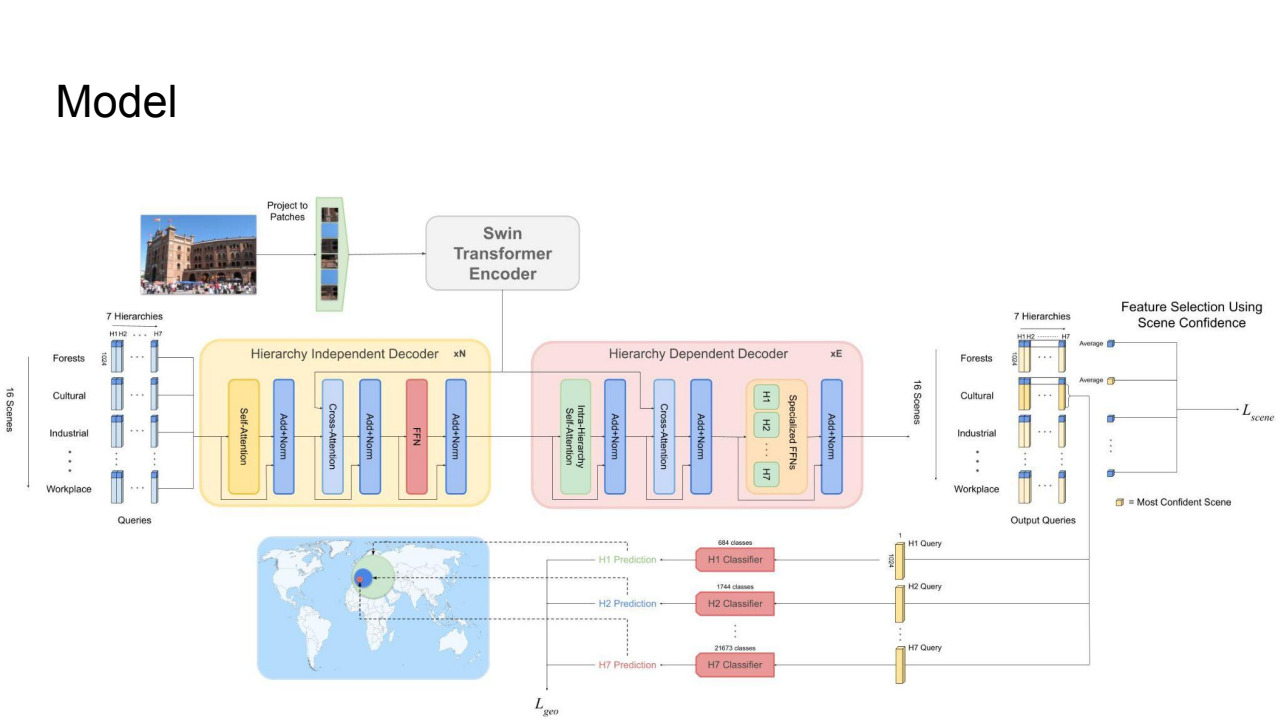 Model
Project to
Patches
Swin
Transformer
Encoder
7 Hierarchies
H1 H2 · · · H7
1024
16 Scenes
Forests
Cultural
Industrial
Workplace
Queries
Hierarchy Independent Decoder xN
Self-Attention
Add+Norm
Cross-Attention
Add+Norm
FFN
Add+Norm
Hierarchy Dependent Decoder xE
Intra-Hierarchy
Self-Attention
Add+Norm
Cross-Attention
Add+Norm
H1
H2
H7
Specialized FFNs
Add+Norm
16 Scenes
7 Hierarchies
H1 H2 ·········· H7
1024
Forests
Cultural
Industrial
Workplace
Output Queries
Feature Selection Using
Scene Confidence
Average
Average
L scene
= Most Confident Scene
H1 Prediction
684 classes
H1 Classifier
1
1024
H1 Query
H2 Prediction
1744 classes
H2 Classifier
H2 Query
H7 Prediction
21673 classes
H7 Classifier
H7 Query
L geo